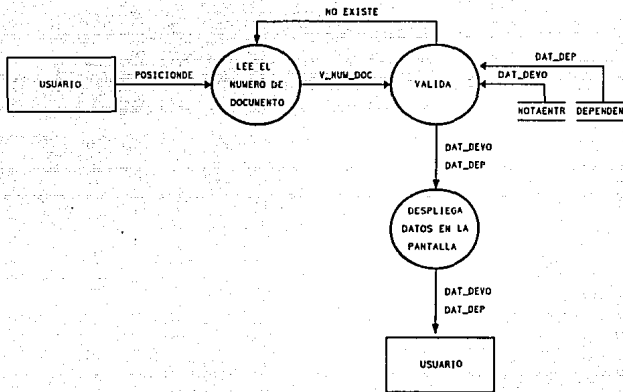 NO EXISTE
USUARIO
POSICIONDE
LEE EL
NUMERO DE
DOCUMENTO
V_NUM_DOC
VALIDA
DAT_DEP
DAT_DEVO
NOTAENTR
DEPENDEN
DAT_DEVO
DAT_DEP
DESPLIEGA
DATOS EN LA
PANTALLA
DAT_DEVO
DAT_DEP
USUARIO